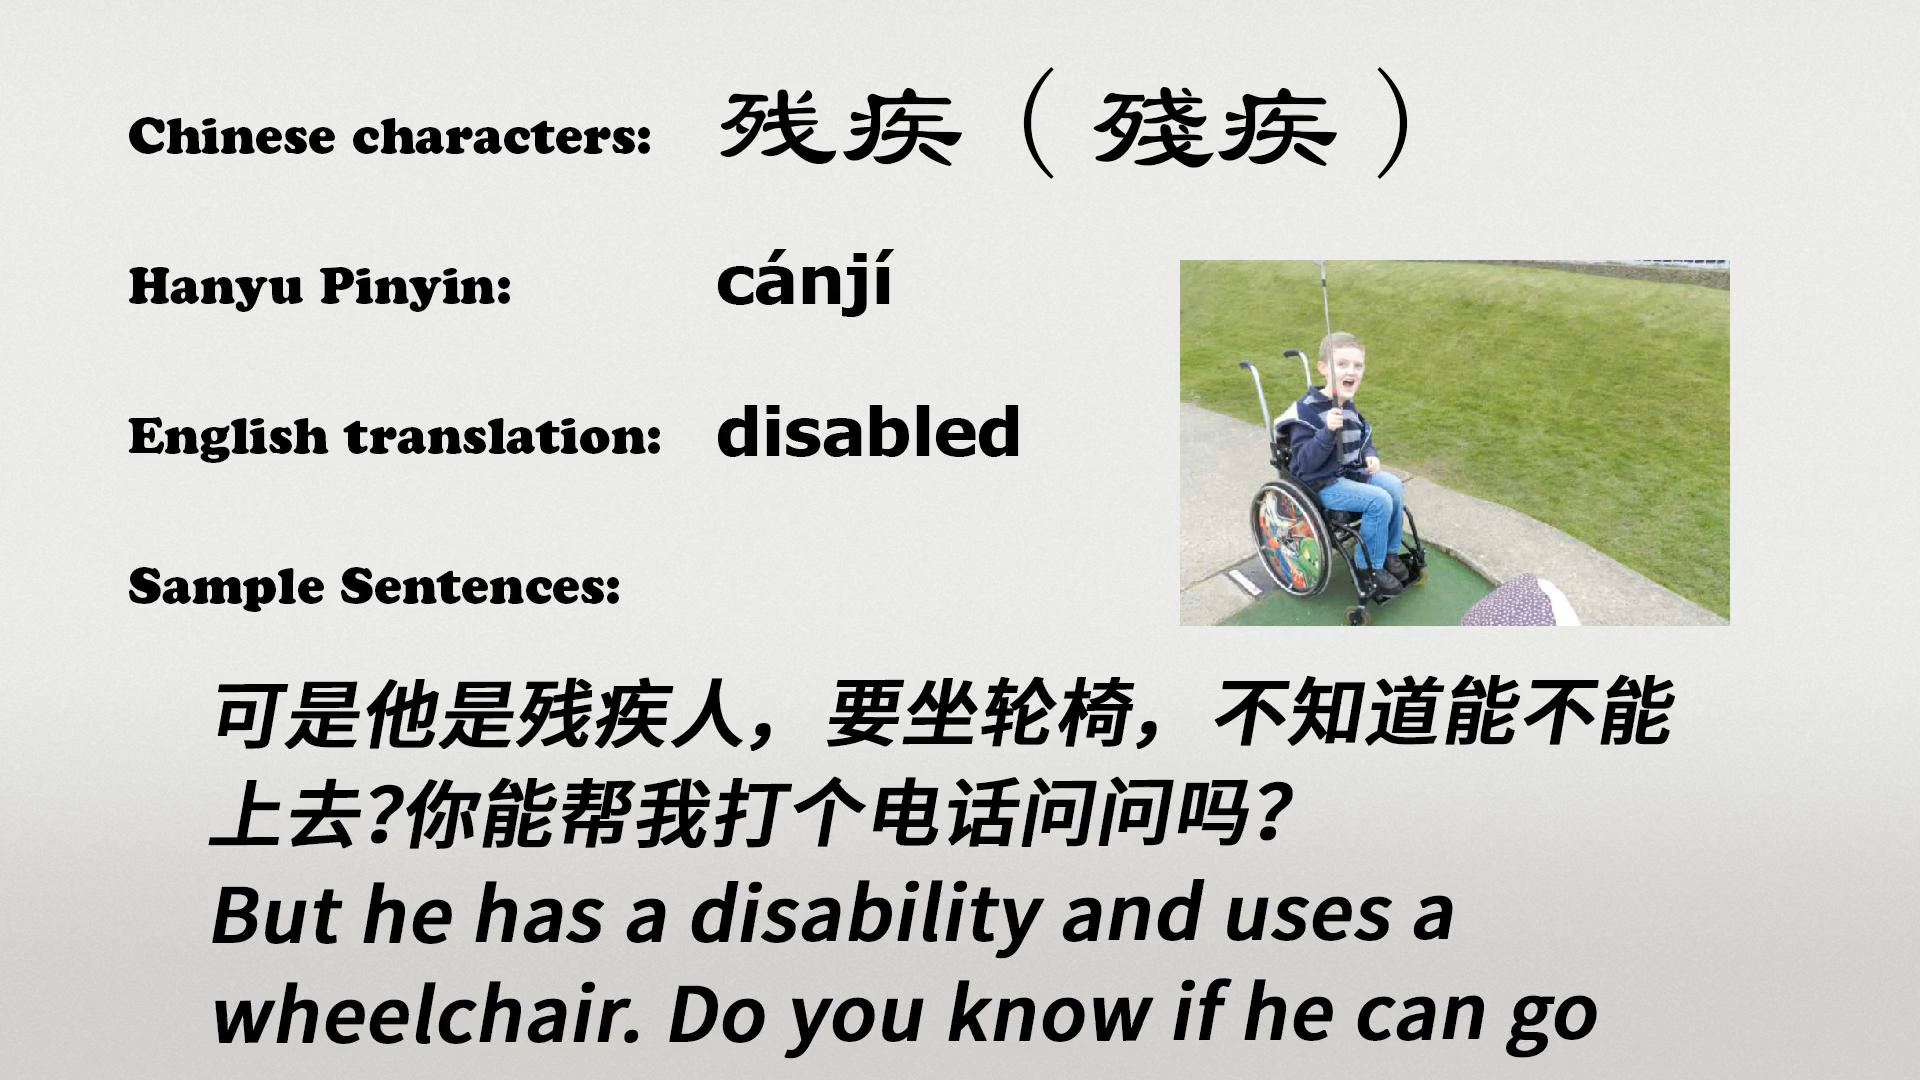 Chinese characters: 残疾（殘疾）
Hanyu Pinyin: cánjí
English translation: disabled
Sample Sentences:
可是他是残疾人，要坐轮椅，不知道能不能
上去?你能帮我打个电话问问吗?
But he has a disability and uses a
wheelchair. Do you know if he can go